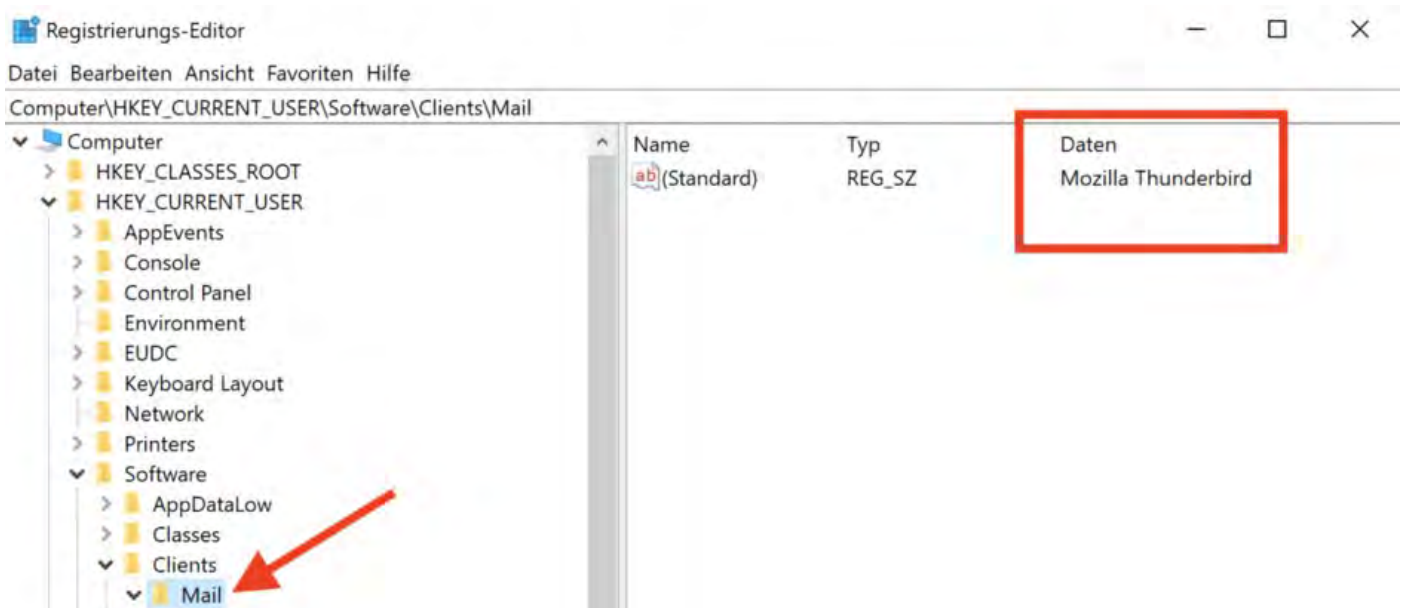 Registrierungs-Editor
Datei Bearbeiten Ansicht Favoriten Hilfe
Computer\HKEY_CURRENT_USER\Software\Clients\Mail
Computer
HKEY_CLASSES_ROOT
HKEY_CURRENT_USER
AppEvents
Console
Control Panel
Environment
EUDC
Keyboard Layout
Network
Printers
Software
AppDataLow
Classes
Clients
Mail
Name Typ Daten
ab (Standard) REG_SZ Mozilla Thunderbird